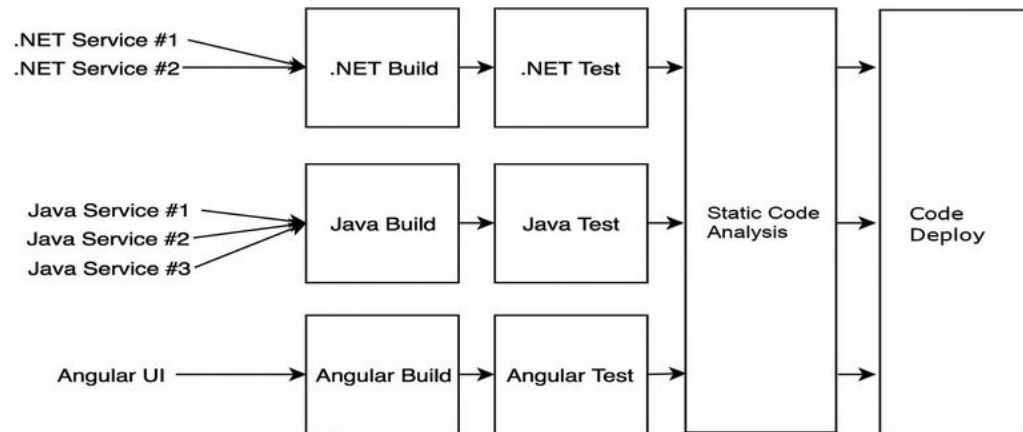 .NET Service #1
.NET Service #2
.NET Build
.NET Test
Java Service #1
Java Service #2
Java Service #3
Java Build
Java Test
Static Code
Analysis
Code
Deploy
Angular UI
Angular Build
Angular Test